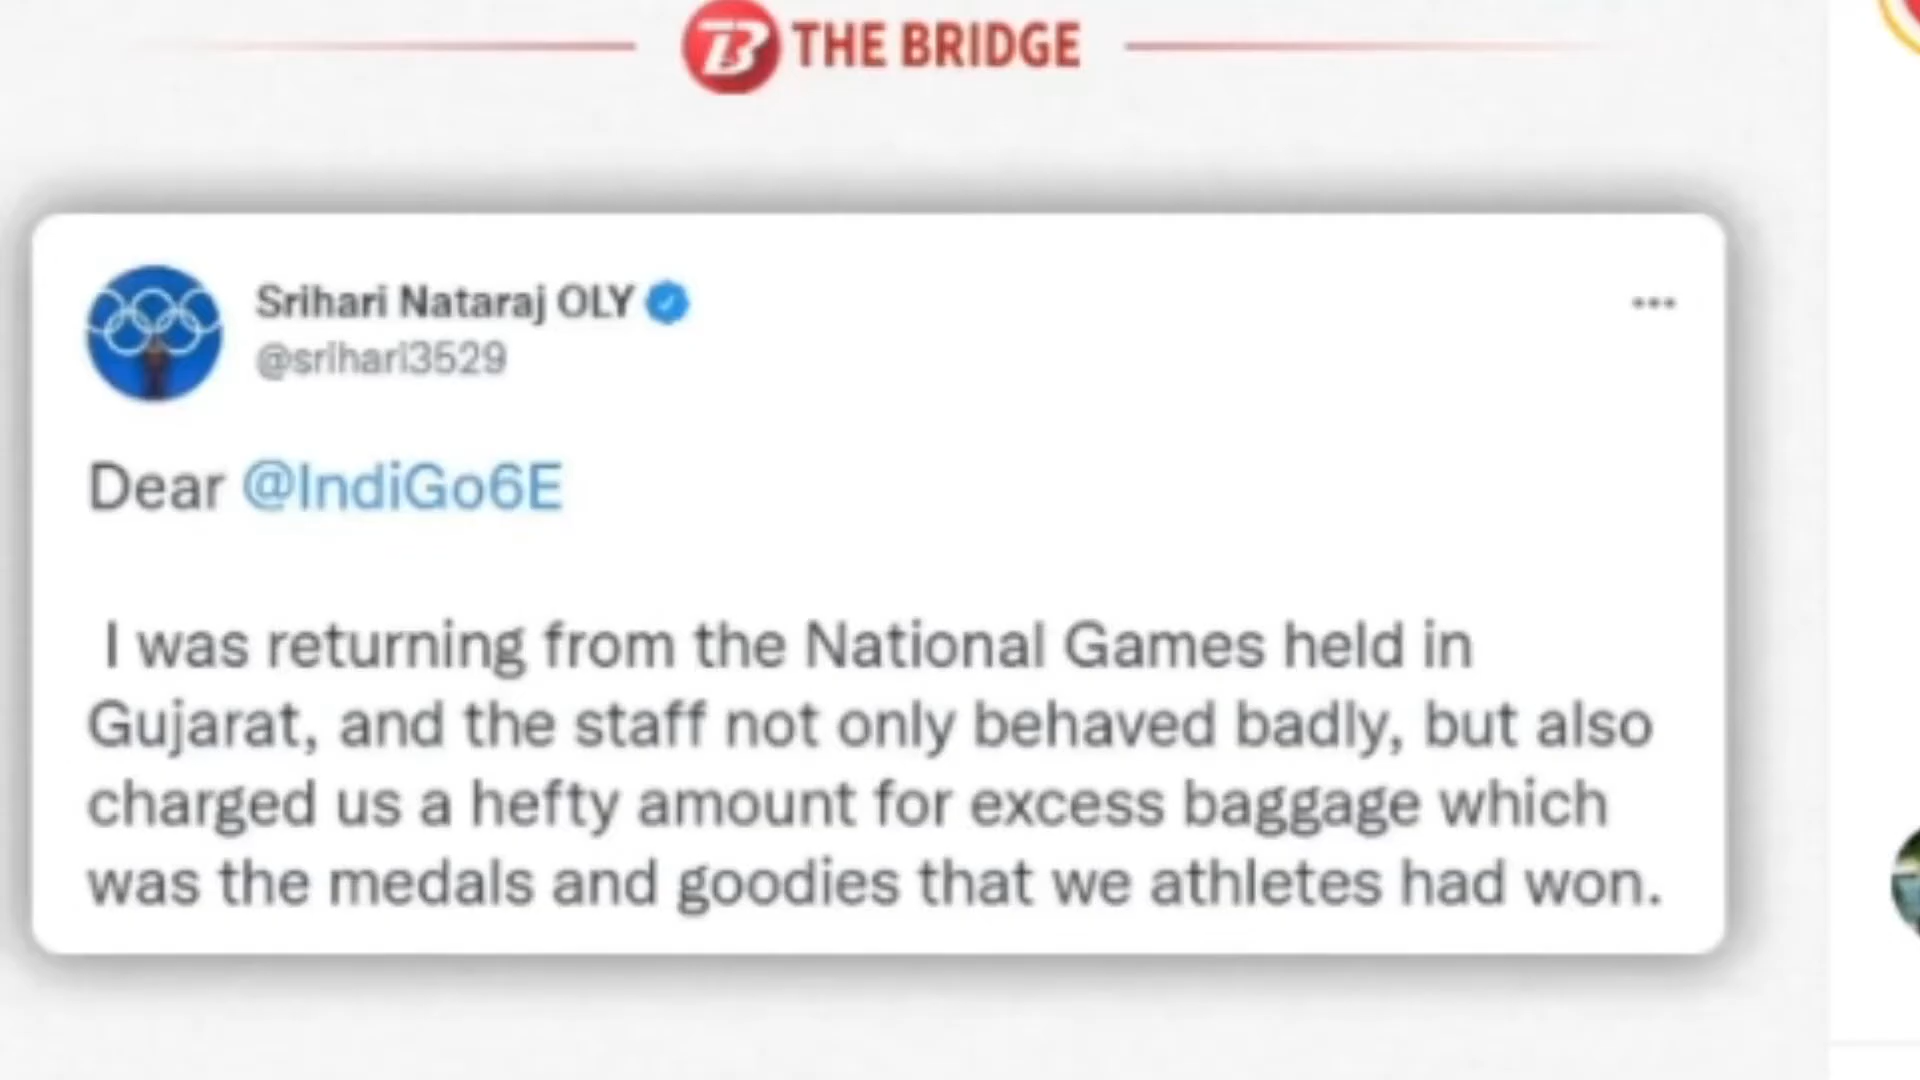 THE BRIDGE
Srihari Nataraj OLY
@srihari3529
Dear @IndiGo6E
I was returning from the National Games held in
Gujarat, and the staff not only behaved badly, but also
charged us a hefty amount for excess baggage which
was the medals and goodies that we athletes had won.